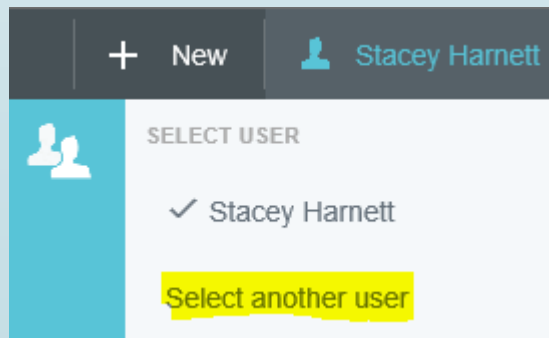 + New Stacey Harnett
SELECT USER
✓ Stacey Harnett
Select another user